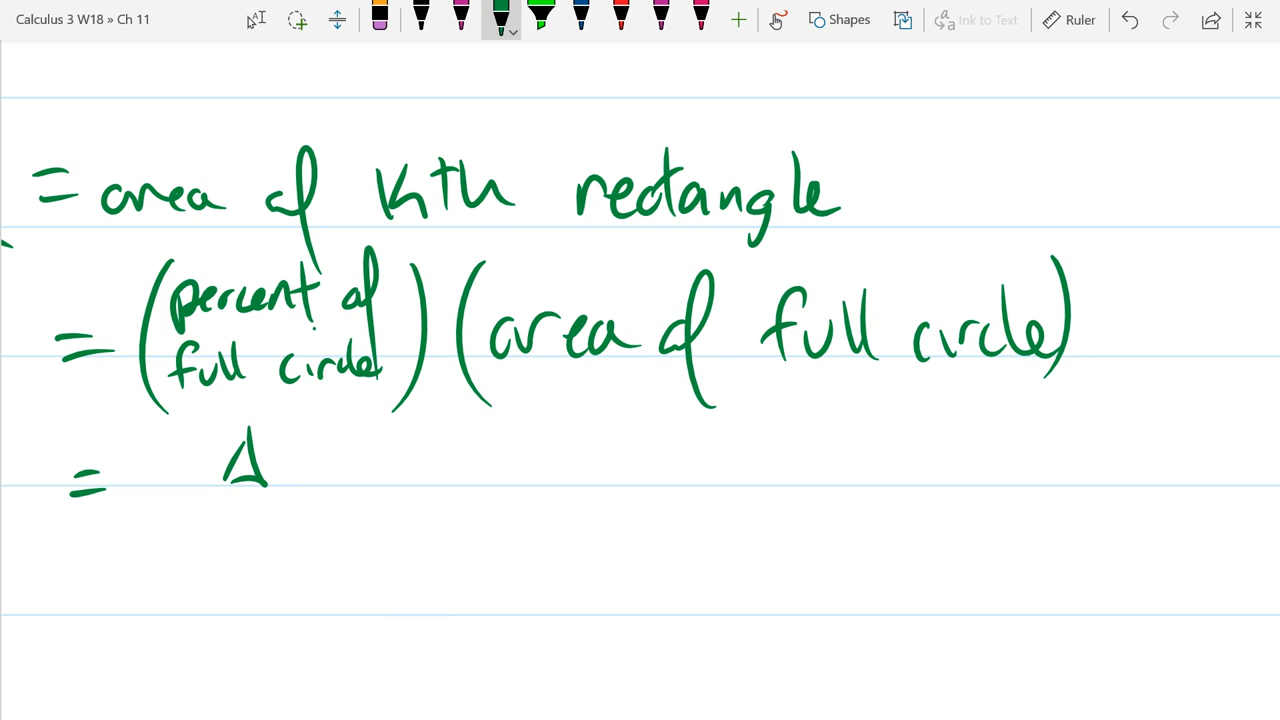 Calculus 3 W18 » Ch 11
Shapes
Ink to Text
Ruler
= area of kth rectangle
= (percent of full circle) (area of full circle)
= Δ